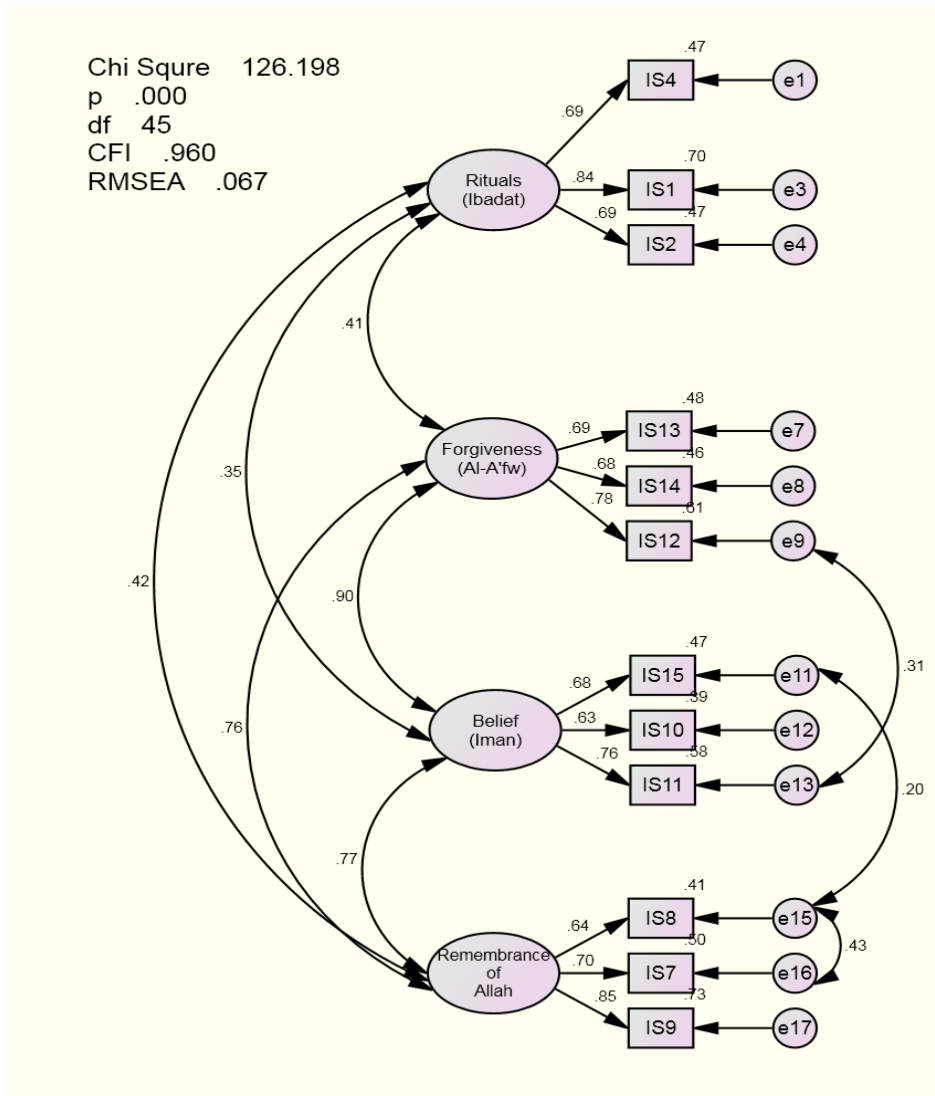 Chi Squre 126.198
p .000
df 45
CFI .960
RMSEA .067
.47
IS4
e1
.69
Rituals
(Ibadat)
.84
.70
IS1
e3
.69
.47
IS2
e4
.41
Forgiveness
(Al-A'fw)
.69
.48
IS13
e7
.68
.46
IS14
e8
.78
.61
IS12
e9
.35
.42
.90
.31
Belief
(Iman)
.68
.47
IS15
e11
.63
.39
IS10
e12
.76
.58
IS11
e13
.76
.20
.77
Remembrance
of
Allah
.64
.41
IS8
e15
.43
.70
.50
IS7
e16
.85
.73
IS9
e17